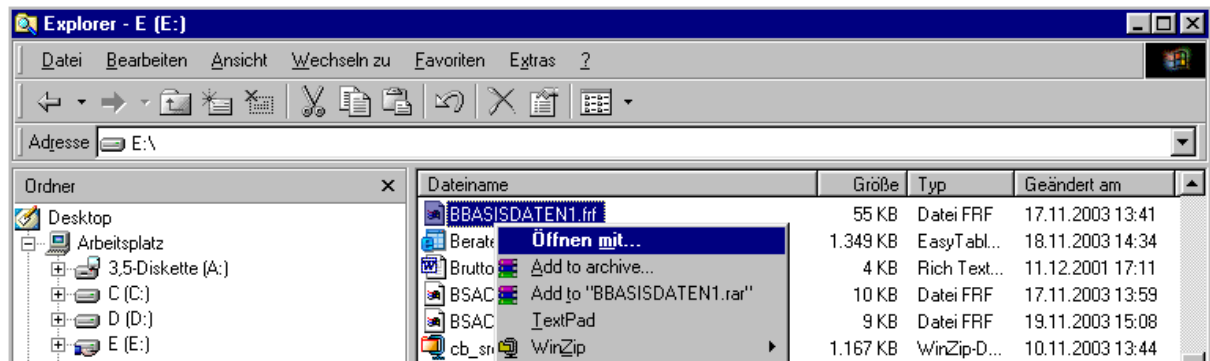 Explorer - E (E:)
Datei Bearbeiten Ansicht Wechseln zu Favoriten Extras ?
Adresse E:\
Ordner
Desktop
Arbeitsplatz
3,5-Diskette (A:)
C (C:)
D (D:)
E (E:)
Dateiname Größe Typ Geändert am
BBASISDATEN1.frf 55 KB Datei FRF 17.11.2003 13:41
Berate 1.349 KB EasyTabl... 18.11.2003 14:34
Brutto 4 KB Rich Text... 11.12.2001 17:11
BSAC 10 KB Datei FRF 17.11.2003 13:59
BSAC 9 KB Datei FRF 19.11.2003 15:08
cb_sn 1.167 KB WinZip-D... 10.11.2003 13:44
Öffnen mit...
Add to archive...
Add to "BBASISDATEN1.rar"
TextPad
WinZip